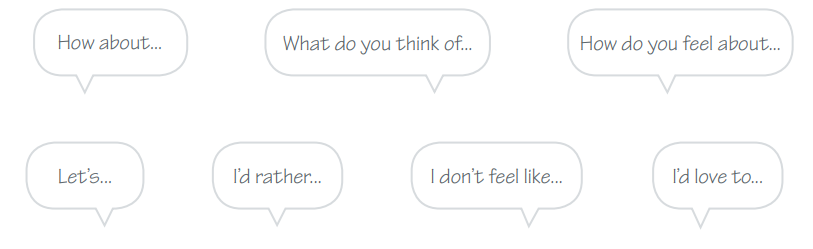 How about...
What do you think of...
How do you feel about...
Let's...
I'd rather...
I don't feel like...
I'd love to...